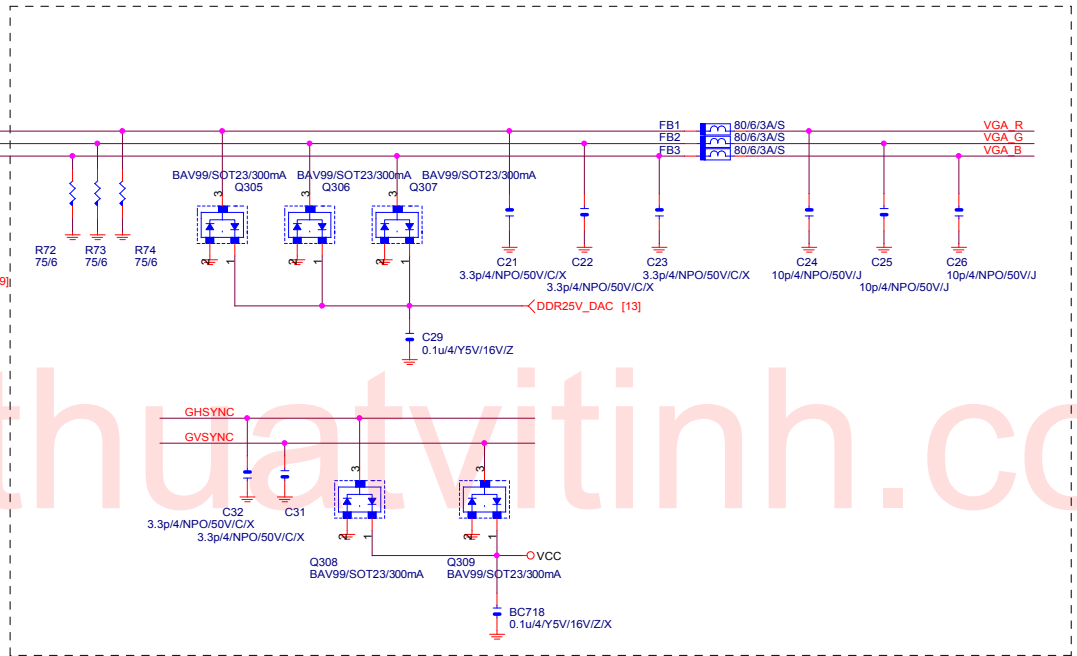 FB1 80/6/3A/S VGA_R
FB2 80/6/3A/S VGA_G
FB3 80/6/3A/S VGA_B
BAV99/SOT23/300mA BAV99/SOT23/300mA BAV99/SOT23/300mA
Q305 Q306 Q307
3 3 3
R72 R73 R74
75/6 75/6 75/6
2 1 2 1 2 1
C21 C22 C23 C24 C25 C26
3.3p/4/NPO/50V/C/X 3.3p/4/NPO/50V/C/X 10p/4/NPO/50V/J 10p/4/NPO/50V/J
3.3p/4/NPO/50V/C/X 10p/4/NPO/50V/J
9]
DDR25V_DAC [13]
C29
0.1u/4/Y5V/16V/Z
thuatvitinh.co
GHSYNC
GVSYNC
3 3
C32 C31
3.3p/4/NPO/50V/C/X
3.3p/4/NPO/50V/C/X
2 1 2 1
VCC
Q308 Q309
BAV99/SOT23/300mA BAV99/SOT23/300mA
BC718
0.1u/4/Y5V/16V/Z/X